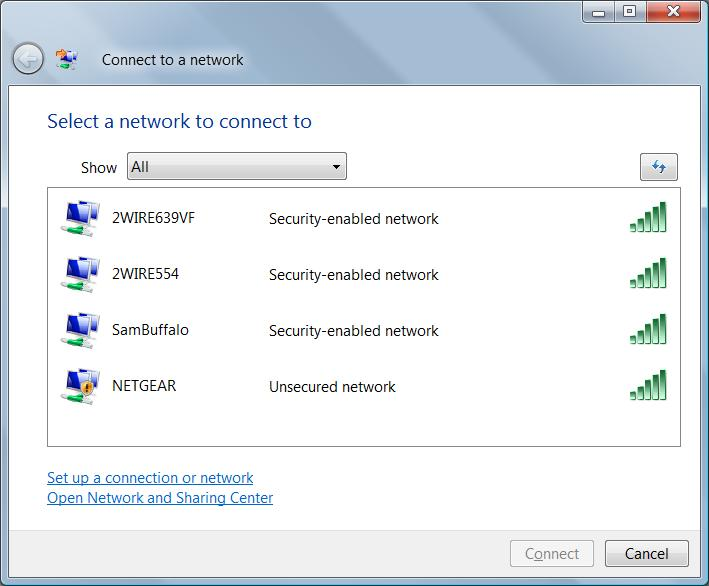 Connect to a network
Select a network to connect to
Show All
2WIRE639VF Security-enabled network
2WIRE554 Security-enabled network
SamBuffalo Security-enabled network
NETGEAR Unsecured network
Set up a connection or network
Open Network and Sharing Center
Connect Cancel